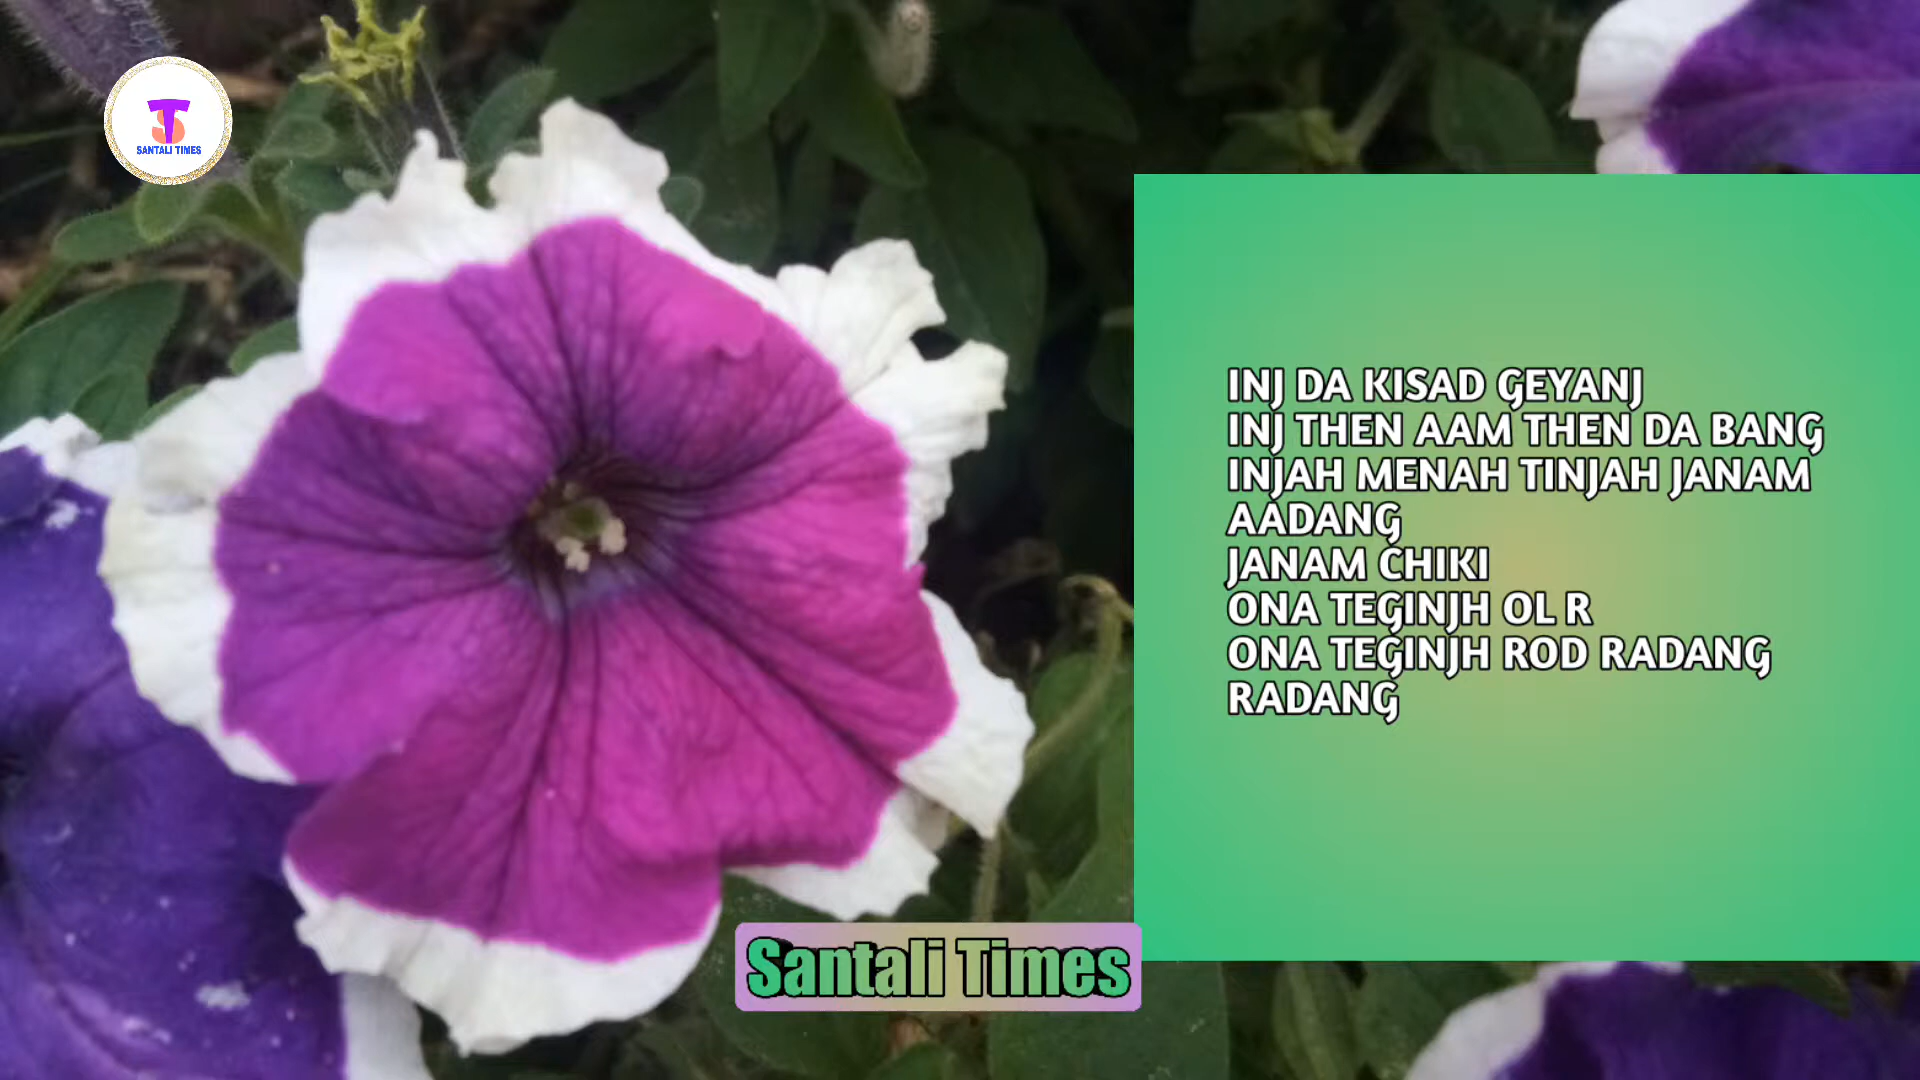 TS
SANTALI TIMES
INJ DA KISAD GEYANJ
INJ THEN AAM THEN DA BANG
INJAH MENAH TINJAH JANAM
AADANG
JANAM CHIKI
ONA TEGINJH OL R
ONA TEGINJH ROD RADANG
RADANG
Santali Times